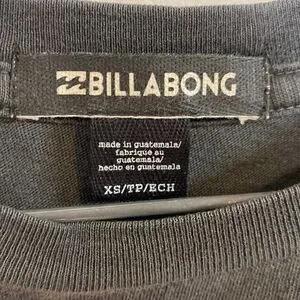 BILLABONG
made in guatemala/
fabriqué au
guatemala/
hecho en guatemala
XS/TP/ECH